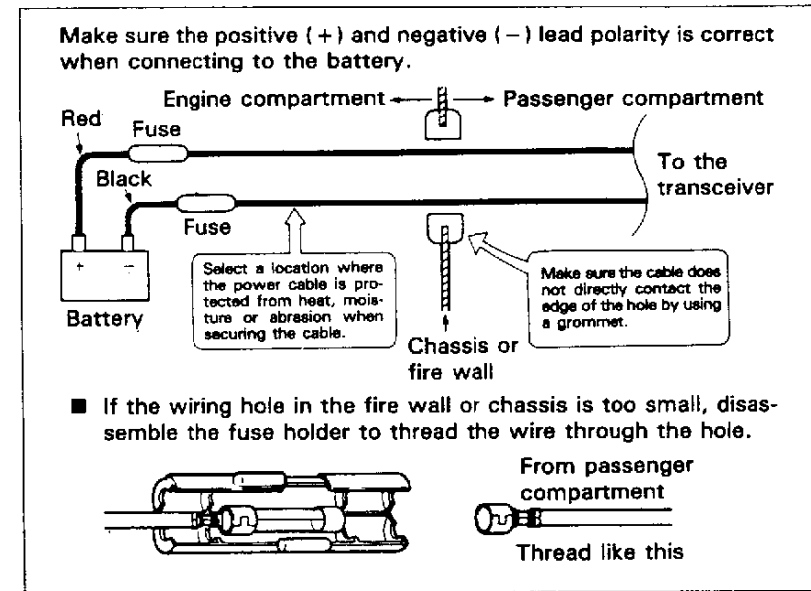 Make sure the positive (+) and negative (−) lead polarity is correct
when connecting to the battery.
Engine compartment
Passenger compartment
Red
Fuse
Black
Fuse
To the
transceiver
+
−
Battery
Select a location where
the power cable is pro-
tected from heat, mois-
ture or abrasion when
securing the cable.
Make sure the cable does
not directly contact the
edge of the hole by using
a grommet.
Chassis or
fire wall
■ If the wiring hole in the fire wall or chassis is too small, disas-
semble the fuse holder to thread the wire through the hole.
From passenger
compartment
Thread like this